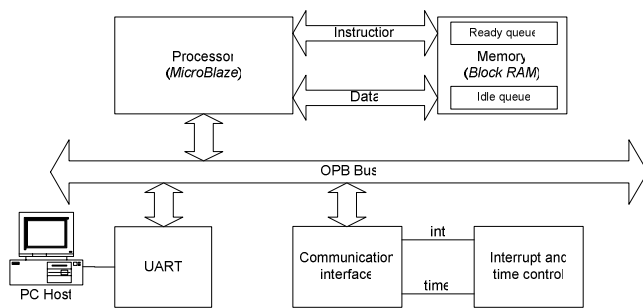 Processor
(MicroBlaze)
Instruction
Data
Ready queue
Memory
(Block RAM)
Idle queue
OPB Bus
PC Host
UART
Communication
interface
int
time
Interrupt and
time control